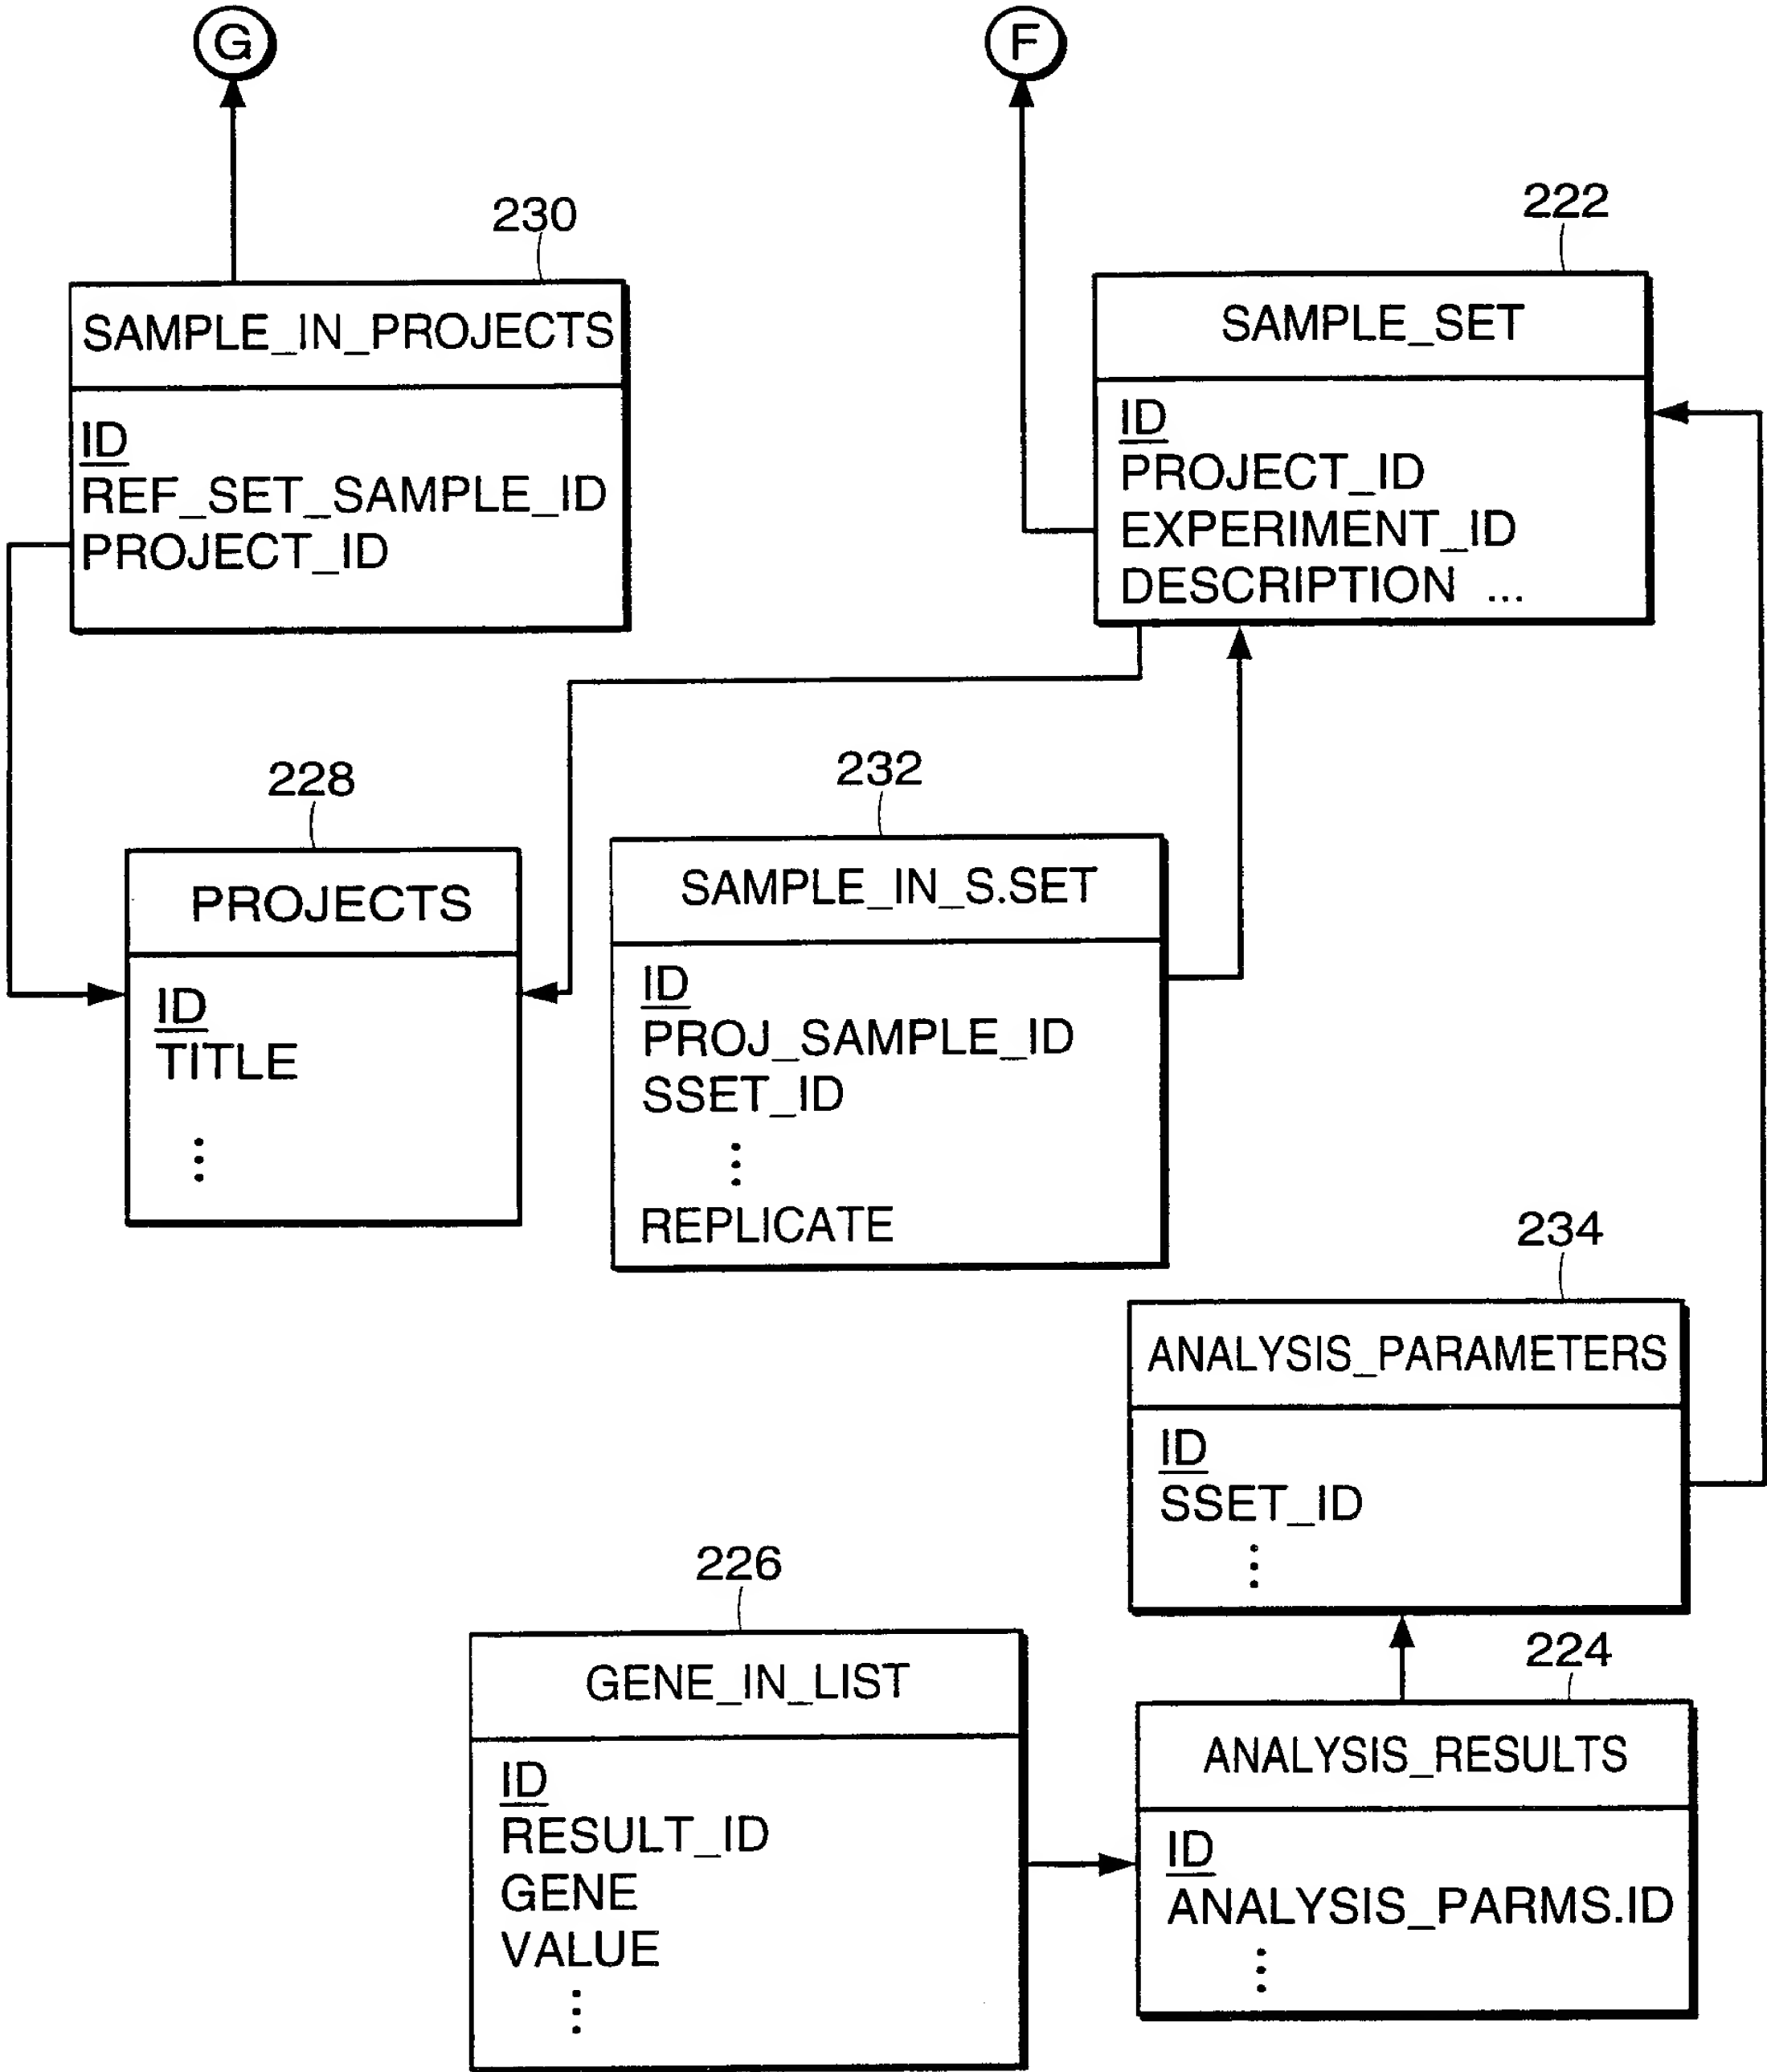 G
F
230
SAMPLE_IN_PROJECTS
ID
REF_SET_SAMPLE_ID
PROJECT_ID
222
SAMPLE_SET
ID
PROJECT_ID
EXPERIMENT_ID
DESCRIPTION ...
228
PROJECTS
ID
TITLE
⋮
232
SAMPLE_IN_S.SET
ID
PROJ_SAMPLE_ID
SSET_ID
⋮
REPLICATE
234
ANALYSIS_PARAMETERS
ID
SSET_ID
⋮
226
GENE_IN_LIST
ID
RESULT_ID
GENE
VALUE
⋮
224
ANALYSIS_RESULTS
ID
ANALYSIS_PARMS.ID
⋮